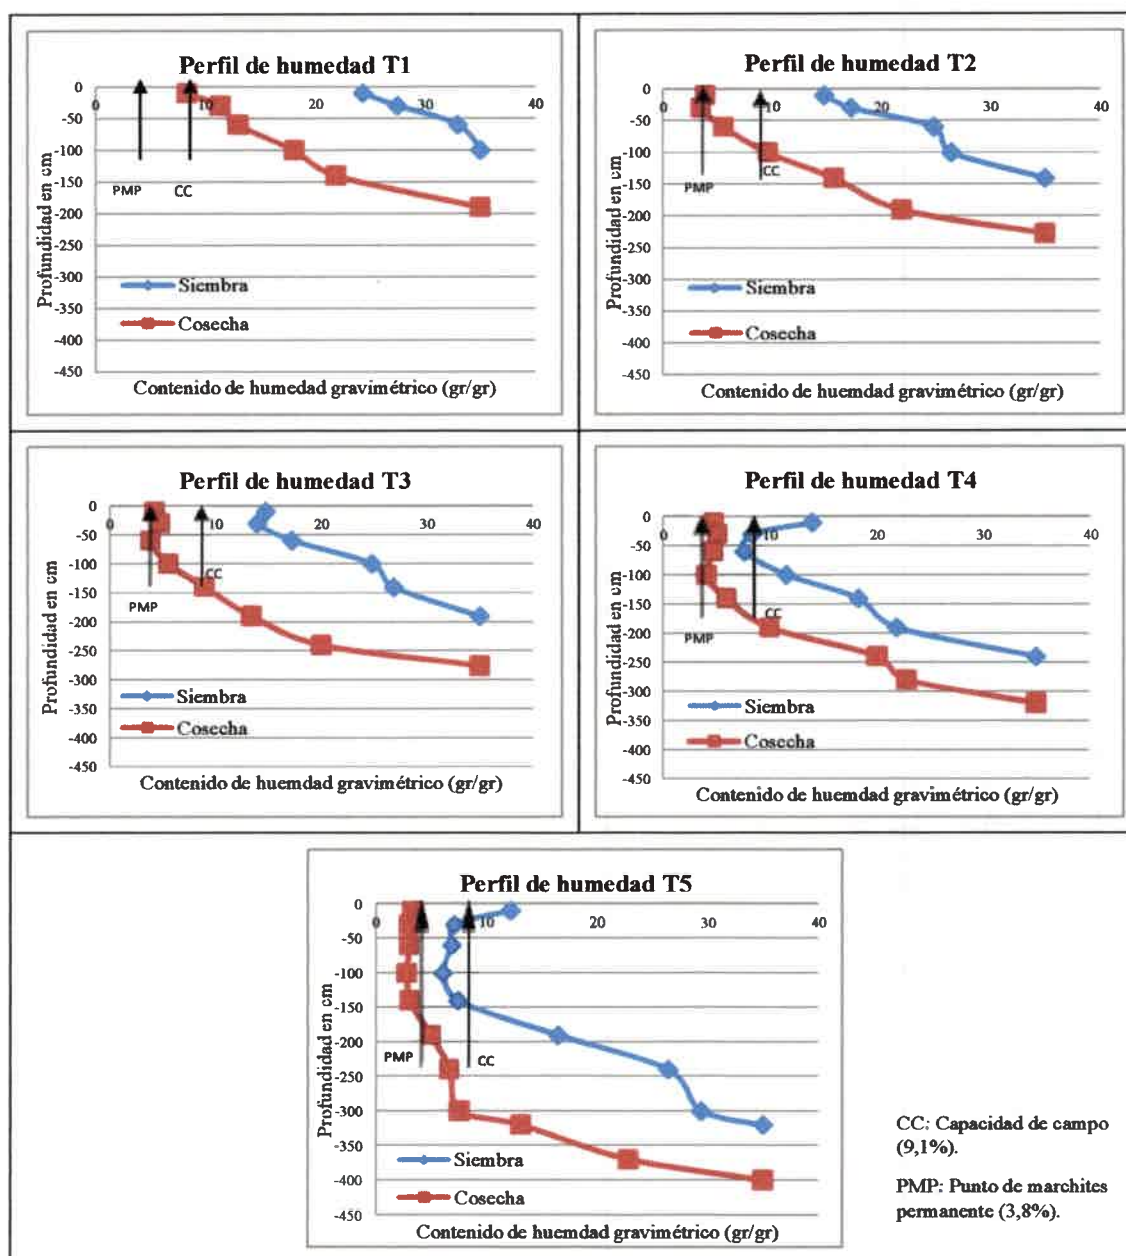 Perfil de humedad T1
0 10 20 30 40
0
-50
-100
-150
-200
-250
-300
-350
-400
-450
PMP CC
Profundidad en cm
Siembra
Cosecha
Contenido de humedad gravimétrico (gr/gr)
Perfil de humedad T2
0 10 20 30 40
0
-50
-100
-150
-200
-250
-300
-350
-400
-450
PMP CC
Profundidad en cm
Siembra
Cosecha
Contenido de huemdad gravimétrico (gr/gr)
Perfil de humedad T3
0 10 20 30 40
0
-50
-100
-150
-200
-250
-300
-350
-400
-450
PMP CC
Profundidad en cm
Siembra
Cosecha
Contenido de huemdad gravimétrico (gr/gr)
Perfil de humedad T4
0 10 20 30 40
0
-50
-100
-150
-200
-250
-300
-350
-400
-450
PMP CC
Profundidad en cm
Siembra
Cosecha
Contenido de huemdad gravimétrico (gr/gr)
Perfil de humedad T5
0 10 20 30 40
0
-50
-100
-150
-200
-250
-300
-350
-400
-450
PMP CC
Profundidad en cm
Siembra
Cosecha
Contenido de huemdad gravimétrico (gr/gr)
CC: Capacidad de campo
(9,1%).
PMP: Punto de marchites
permanente (3,8%).